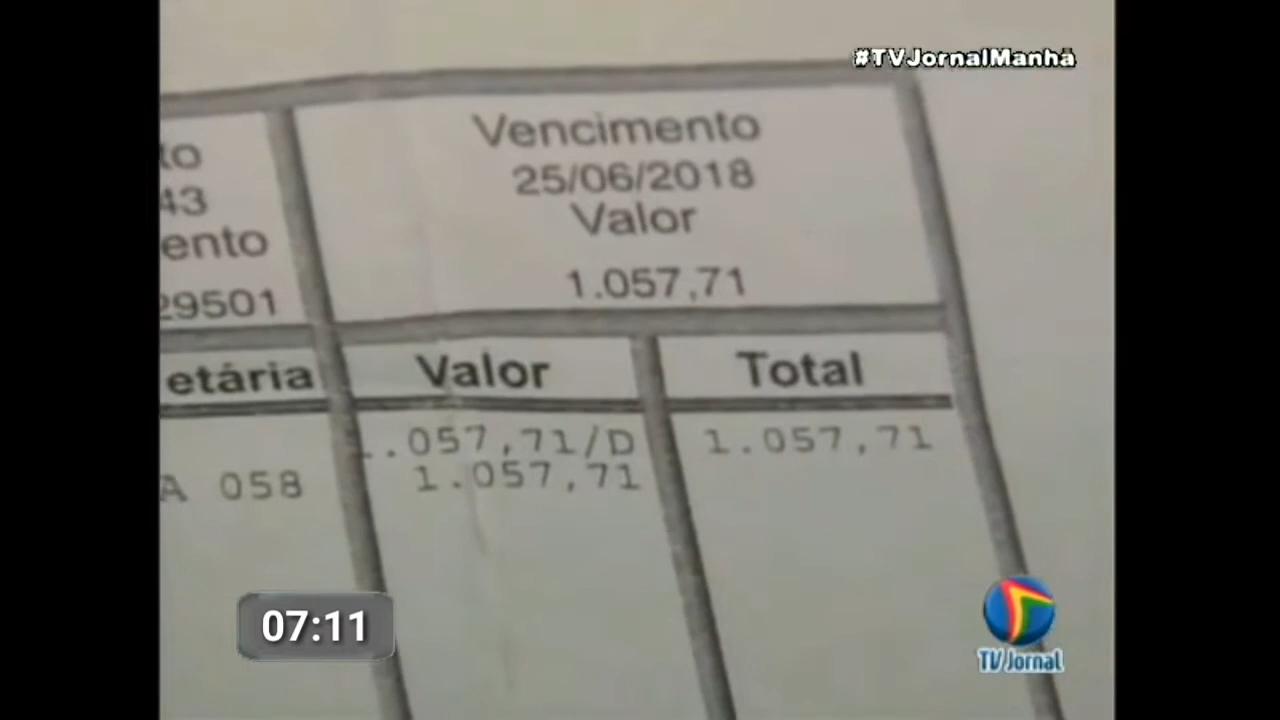 #TVJornalManhã
to
43
ento
29501
Vencimento
25/06/2018
Valor
1.057,71
etária
Valor
Total
1.057,71/D
1.057,71
A 058
1.057,71
07:11
TV Jornal